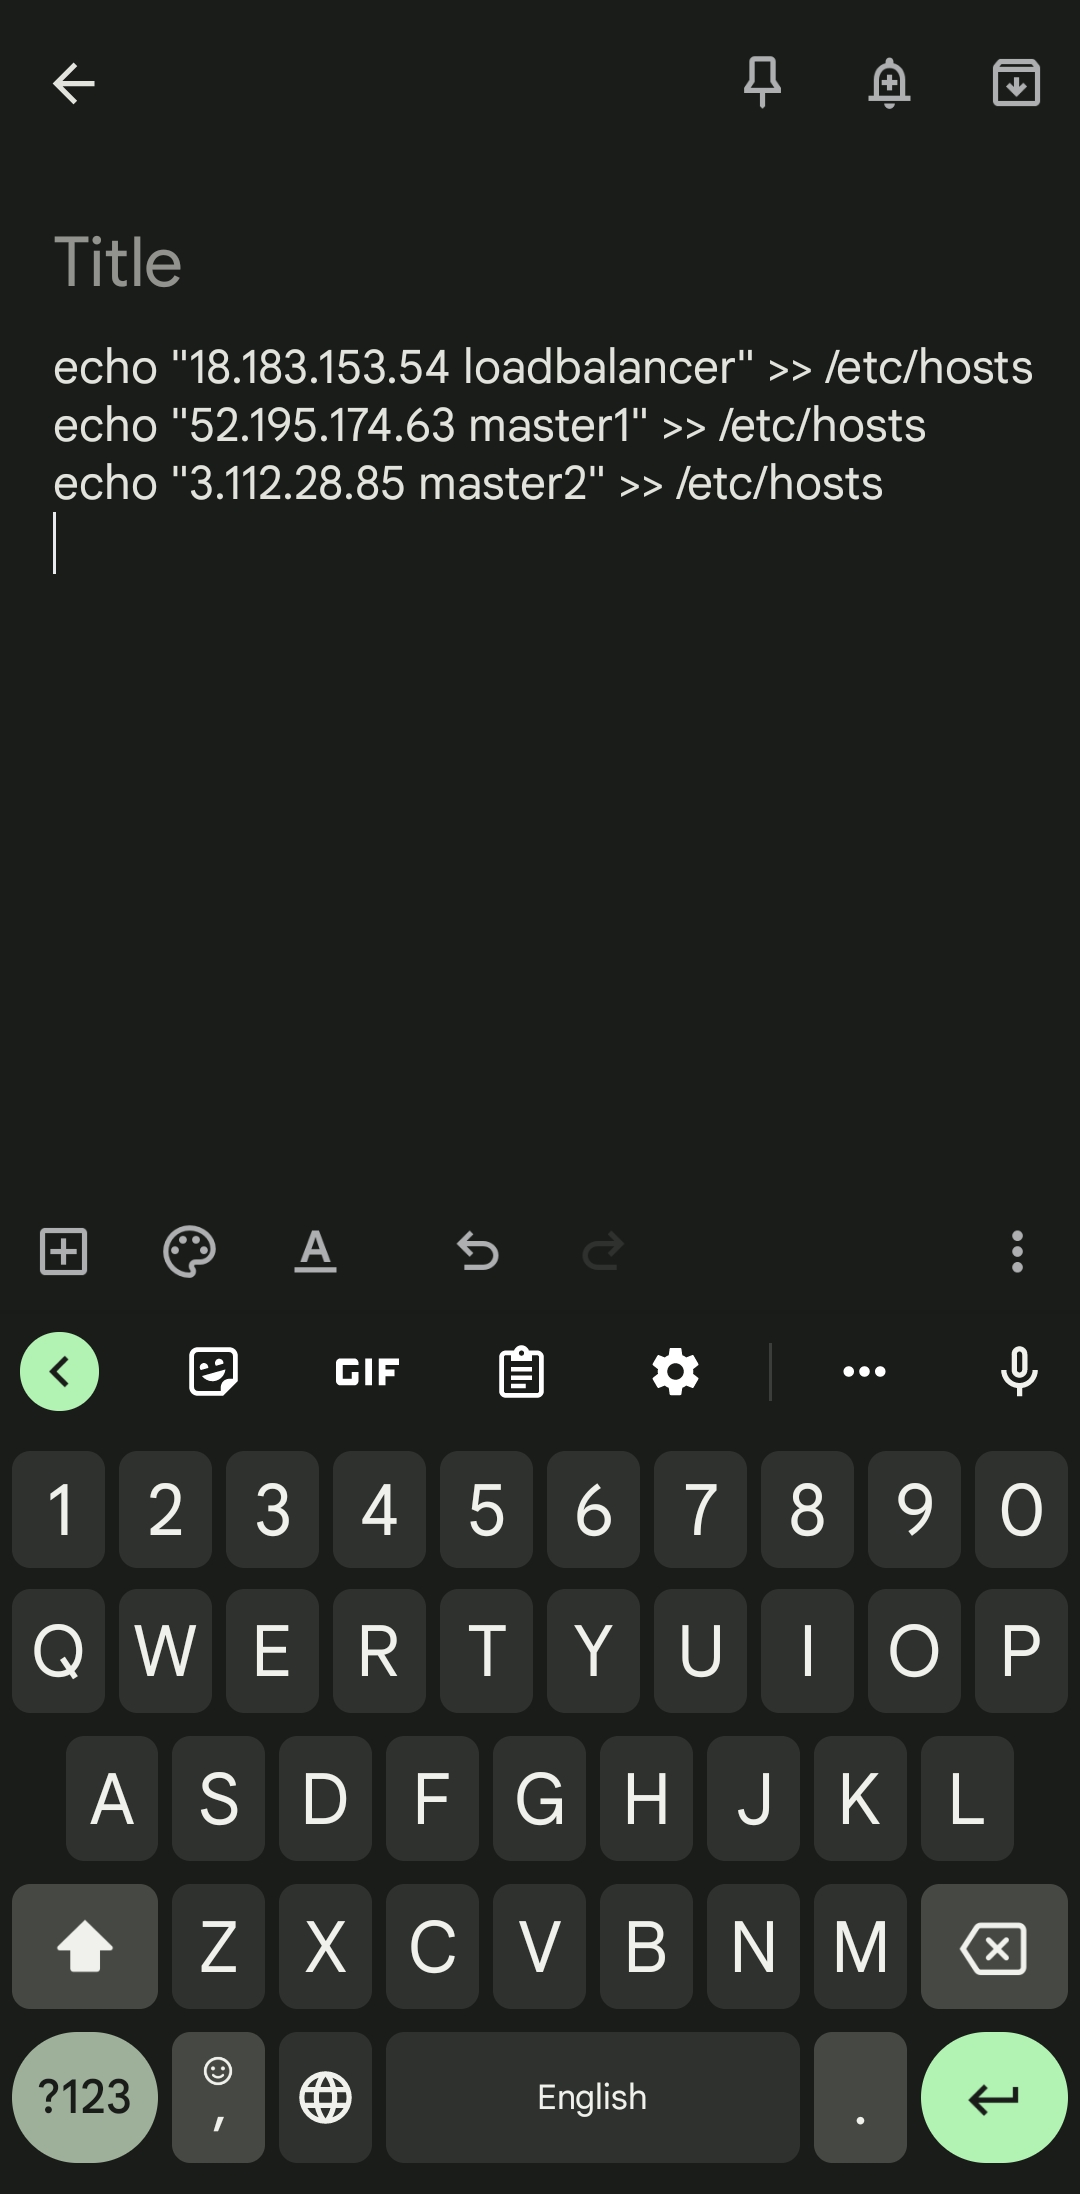 Title
echo "18.183.153.54 loadbalancer" >> /etc/hosts
echo "52.195.174.63 master1" >> /etc/hosts
echo "3.112.28.85 master2" >> /etc/hosts
GIF
1 2 3 4 5 6 7 8 9 0
Q W E R T Y U I O P
A S D F G H J K L
Z X C V B N M
?123 , English .